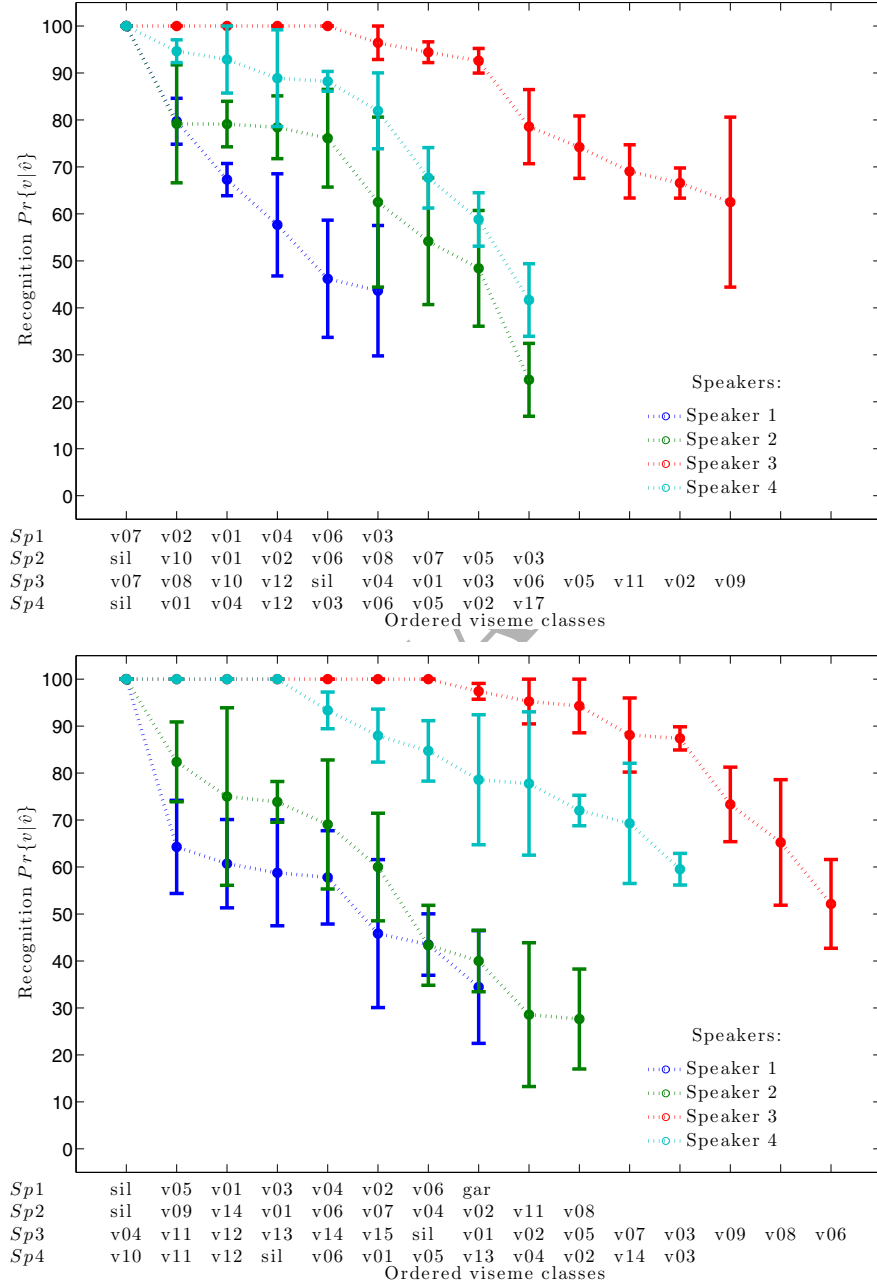 100
90
80
70
60
50
40
30
20
10
0
Recognition Pr{v|v̂}
Speakers:
Speaker 1
Speaker 2
Speaker 3
Speaker 4
Sp1 v07 v02 v01 v04 v06 v03
Sp2 sil v10 v01 v02 v06 v08 v07 v05 v03
Sp3 v07 v08 v10 v12 sil v04 v01 v03 v06 v05 v11 v02 v09
Sp4 sil v01 v04 v12 v03 v06 v05 v02 v17
Ordered viseme classes
100
90
80
70
60
50
40
30
20
10
0
Recognition Pr{v|v̂}
Speakers:
Speaker 1
Speaker 2
Speaker 3
Speaker 4
Sp1 sil v05 v01 v03 v04 v02 v06 gar
Sp2 sil v09 v14 v01 v06 v07 v04 v02 v11 v08
Sp3 v04 v11 v12 v13 v14 v15 sil v01 v02 v05 v07 v03 v09 v08 v06
Sp4 v10 v11 v12 sil v06 v01 v05 v13 v04 v02 v14 v03
Ordered viseme classes